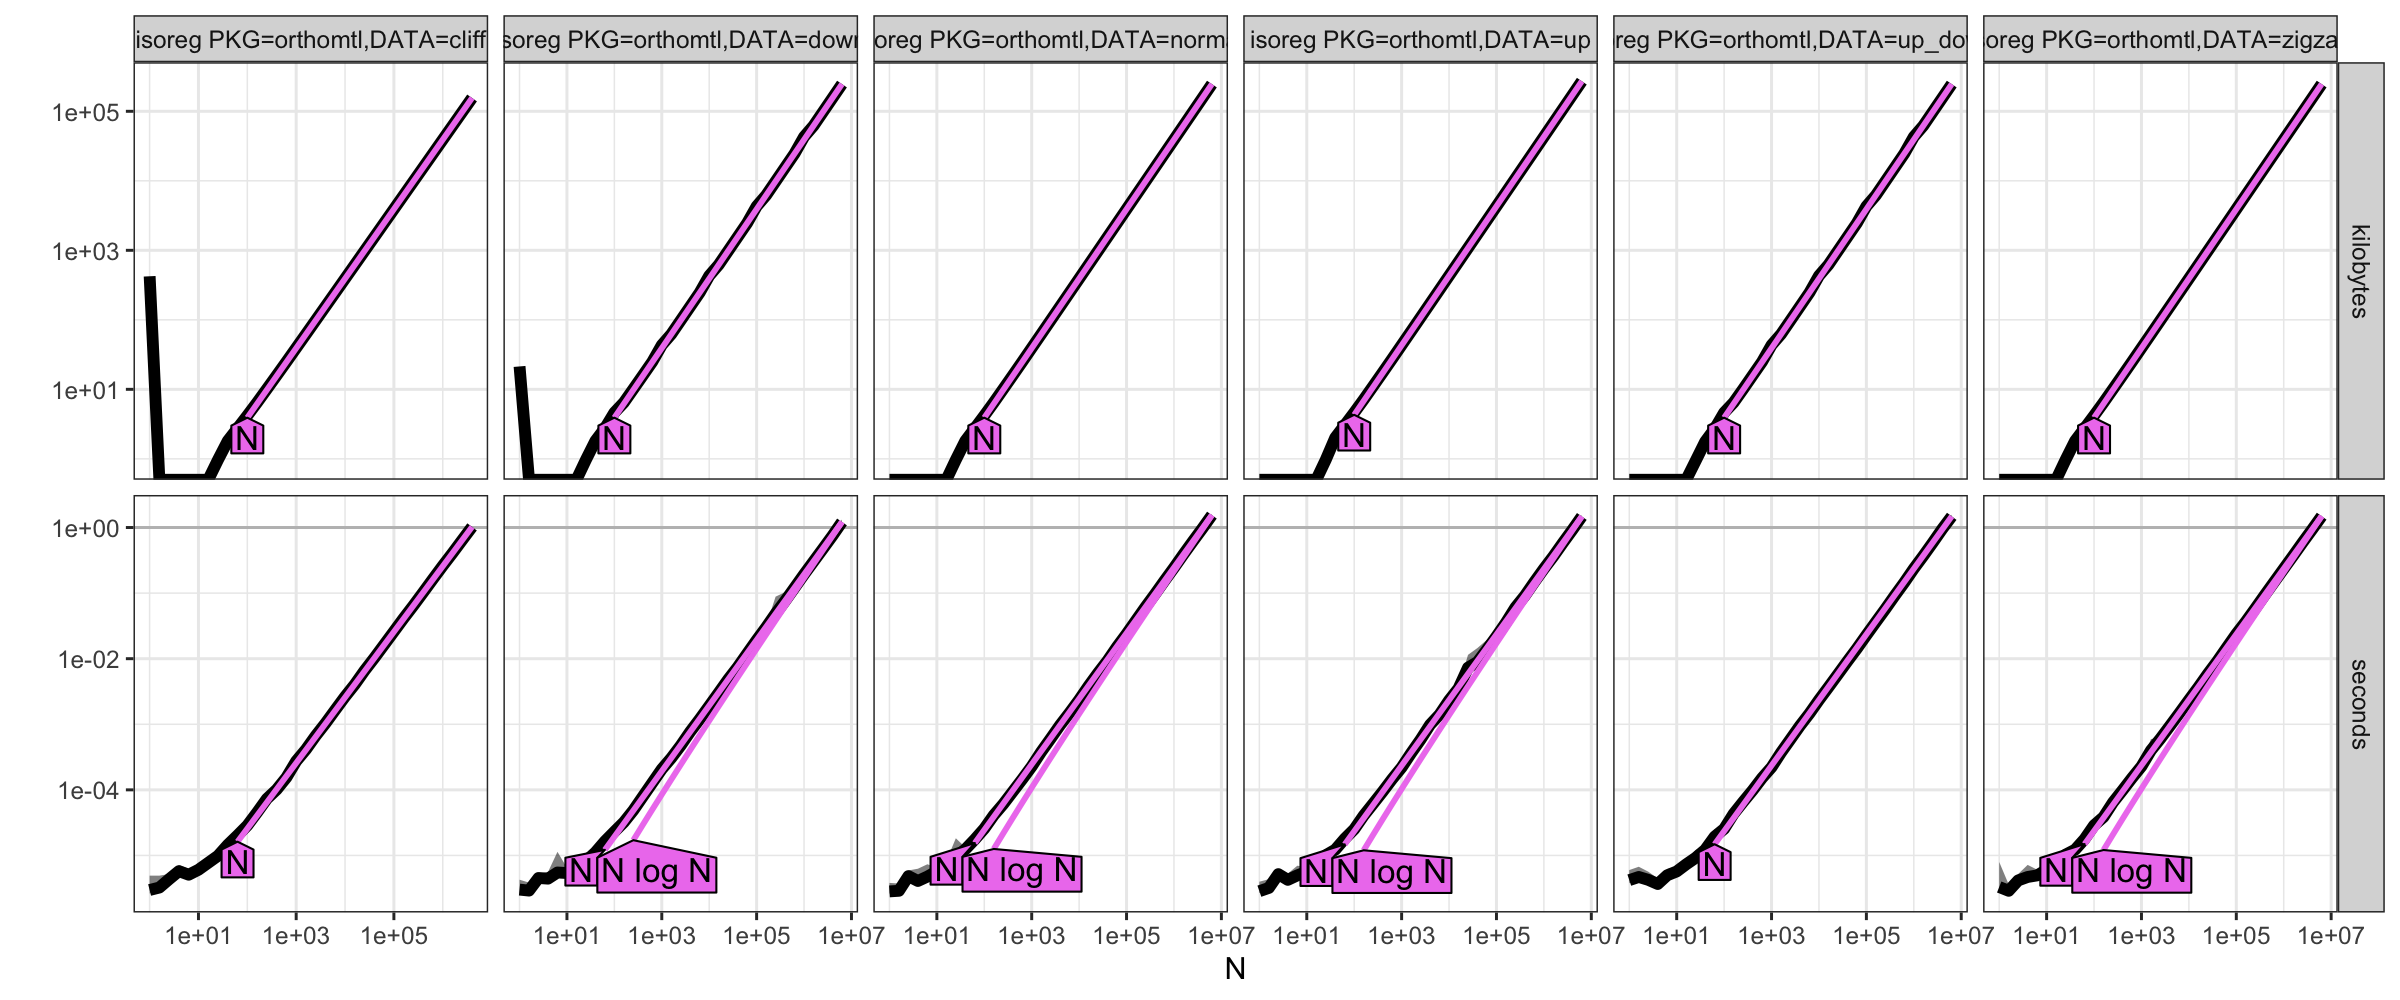 isoreg PKG=orthomtl,DATA=cliff
soreg PKG=orthomtl,DATA=down
oreg PKG=orthomtl,DATA=norm
isoreg PKG=orthomtl,DATA=up
reg PKG=orthomtl,DATA=up_do
oreg PKG=orthomtl,DATA=zigza
1e+05
1e+03
1e+01
N
N
N
N
N
N
kilobytes
1e+00
1e-02
1e-04
N
N
N log N
N
N log N
N
N log N
N
N
N log N
seconds
1e+01 1e+03 1e+05
1e+01 1e+03 1e+05 1e+07
1e+01 1e+03 1e+05 1e+07
1e+01 1e+03 1e+05 1e+07
1e+01 1e+03 1e+05 1e+07
1e+01 1e+03 1e+05 1e+07
N